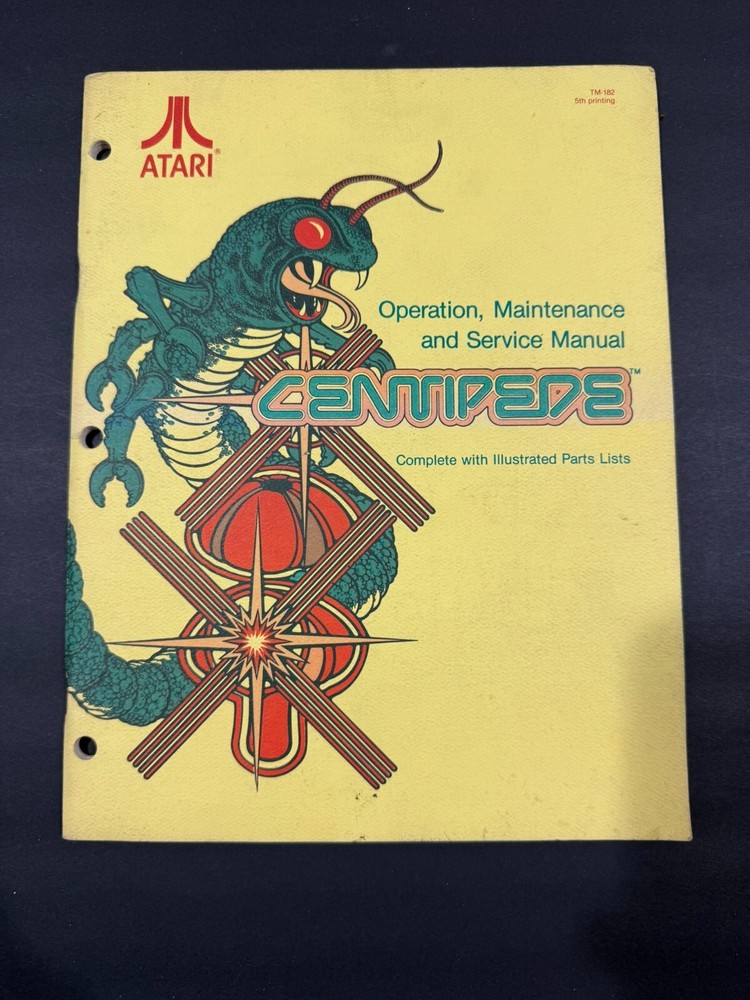 TM-182
5th printing
ATARI®
Operation, Maintenance
and Service Manual
CENTIPEDE™
Complete with Illustrated Parts Lists